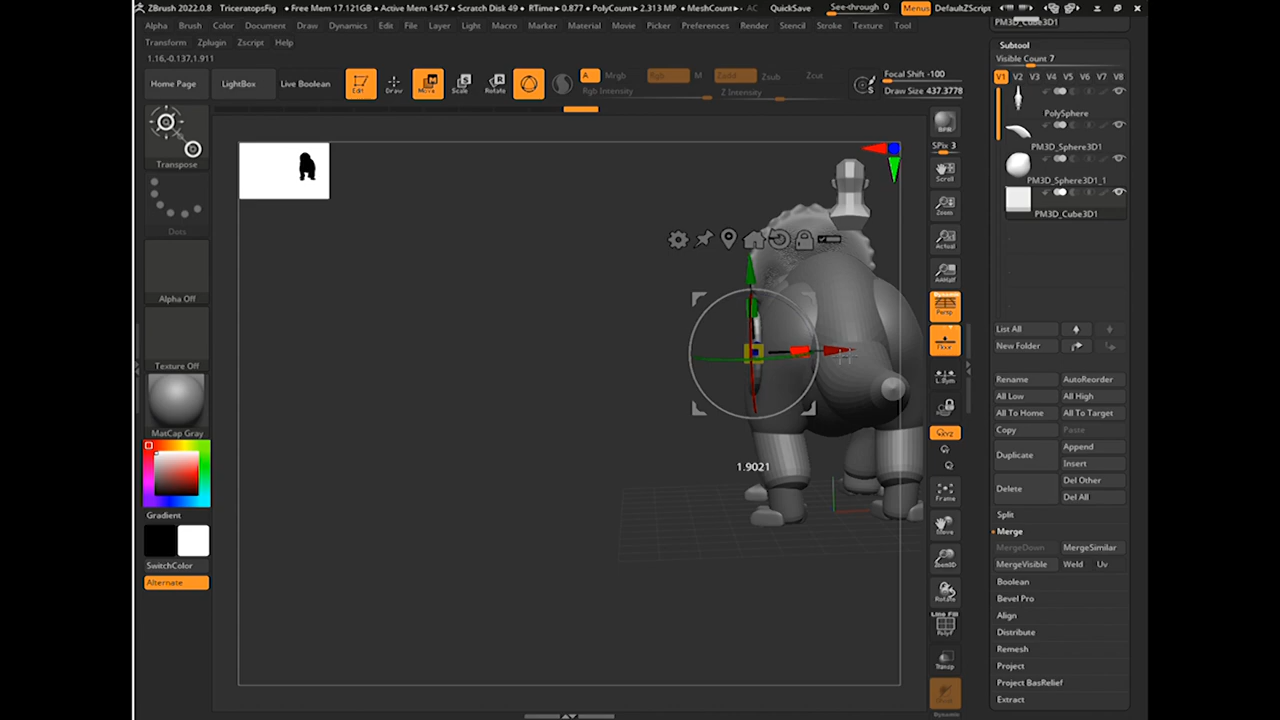 ZBrush 2022.0.8 TriceratopsFig • Free Mem 17.121GB • Active Mem 1457 • Scratch Disk 49 • RTime▸ 0.877 • PolyCount▸ 2.313 MP • MeshCount▸ AC QuickSave See-through 0 Menus DefaultZScript
Alpha Brush Color Document Draw Dynamics Edit File Layer Light Macro Marker Material Movie Picker Preferences Render Stencil Stroke Texture Tool
Transform Zplugin Zscript Help
1.16,-0.137,1.911
Home Page LightBox Live Boolean Edit Draw Move Scale Rotate A Mrgb Rgb M Zadd Zsub Zcut
Rgb Intensity Z Intensity
Focal Shift -100
Draw Size 437.3778
Transpose
Dots
Alpha Off
Texture Off
MatCap Gray
Gradient
SwitchColor
Alternate
1.9021
BPR
SPix 3
Scroll
Zoom
Actual
AAHalf
Persp
Floor
L.Sym
Xyz
Frame
Move
Zoom3D
Rotate
Line Fill
PolyF
Transp
Dynamic
PM3D_Cube3D1
Subtool
Visible Count 7
V1 V2 V3 V4 V5 V6 V7 V8
PolySphere
PM3D_Sphere3D1
PM3D_Sphere3D1_1
PM3D_Cube3D1
List All
New Folder
Rename AutoReorder
All Low All High
All To Home All To Target
Copy Paste
Duplicate Append
Insert
Delete Del Other
Del All
Split
Merge
MergeDown MergeSimilar
MergeVisible Weld Uv
Boolean
Bevel Pro
Align
Distribute
Remesh
Project
Project BasRelief
Extract